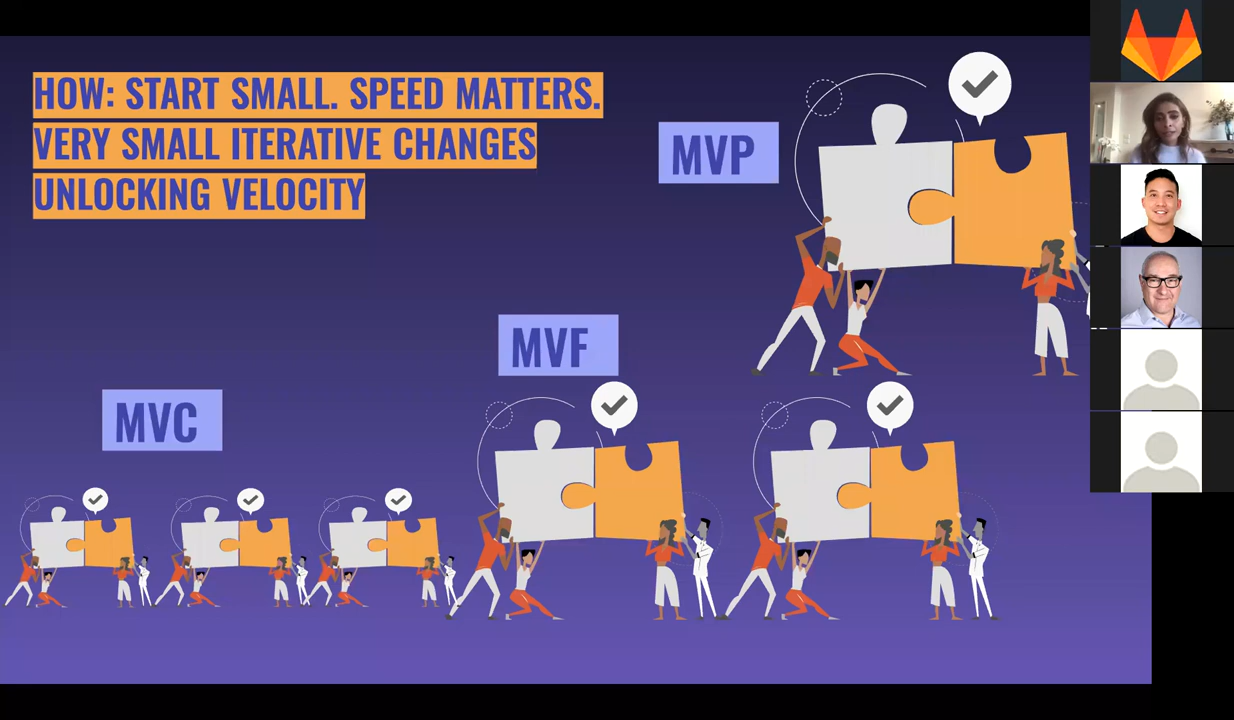 HOW: START SMALL. SPEED MATTERS.
VERY SMALL ITERATIVE CHANGES
UNLOCKING VELOCITY
MVP
MVF
MVC